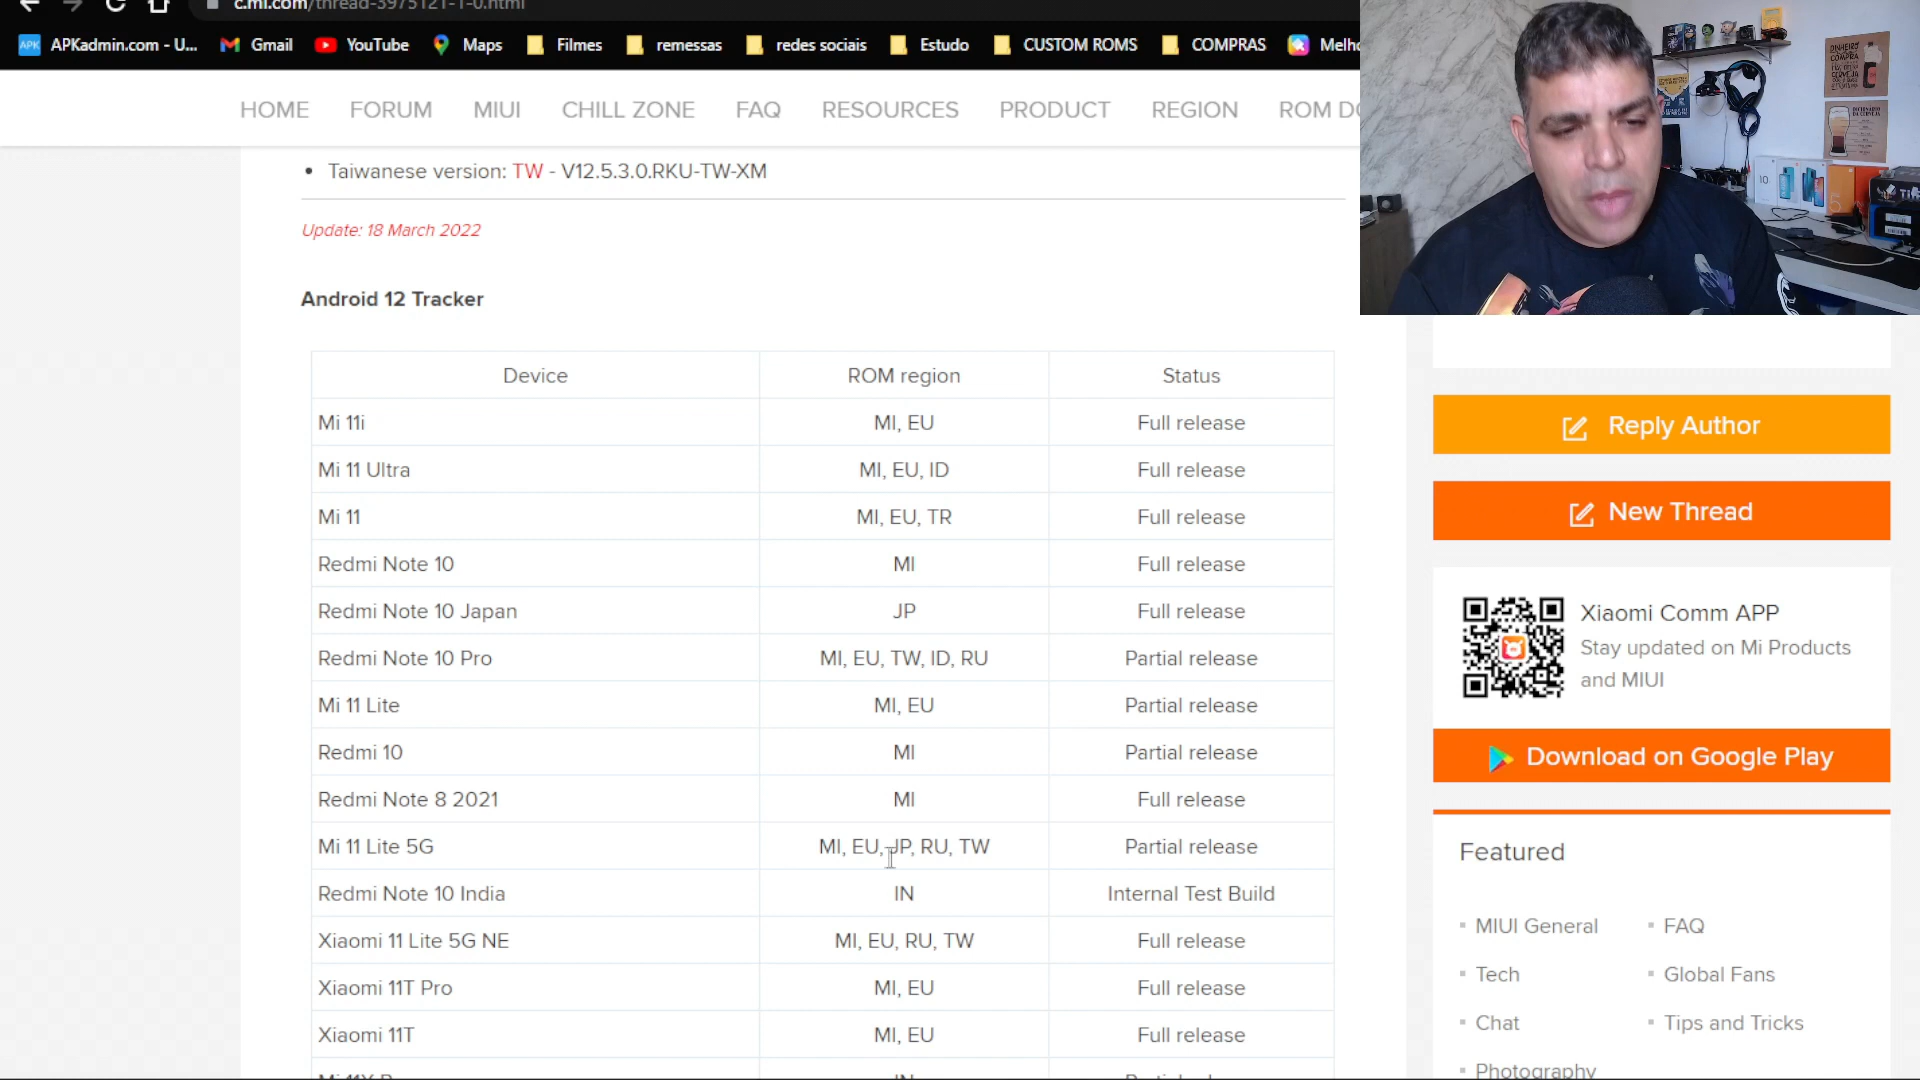 c.mi.com/thread-3975121-1-0.html
APKadmin.com - U...
Gmail
YouTube
Maps
Filmes
remessas
redes sociais
Estudo
CUSTOM ROMS
COMPRAS
HOME
FORUM
MIUI
CHILL ZONE
FAQ
RESOURCES
PRODUCT
REGION
ROM
Taiwanese version: TW - V12.5.3.0.RKU-TW-XM
Update: 18 March 2022
Android 12 Tracker
Device ROM region Status
Mi 11i MI, EU Full release
Mi 11 Ultra MI, EU, ID Full release
Mi 11 MI, EU, TR Full release
Redmi Note 10 MI Full release
Redmi Note 10 Japan JP Full release
Redmi Note 10 Pro MI, EU, TW, ID, RU Partial release
Mi 11 Lite MI, EU Partial release
Redmi 10 MI Partial release
Redmi Note 8 2021 MI Full release
Mi 11 Lite 5G MI, EU, JP, RU, TW Partial release
Redmi Note 10 India IN Internal Test Build
Xiaomi 11 Lite 5G NE MI, EU, RU, TW Full release
Xiaomi 11T Pro MI, EU Full release
Xiaomi 11T MI, EU Full release
Reply Author
New Thread
Xiaomi Comm APP
Stay updated on Mi Products
and MIUI
Download on Google Play
Featured
MIUI General
FAQ
Tech
Global Fans
Chat
Tips and Tricks
Photography